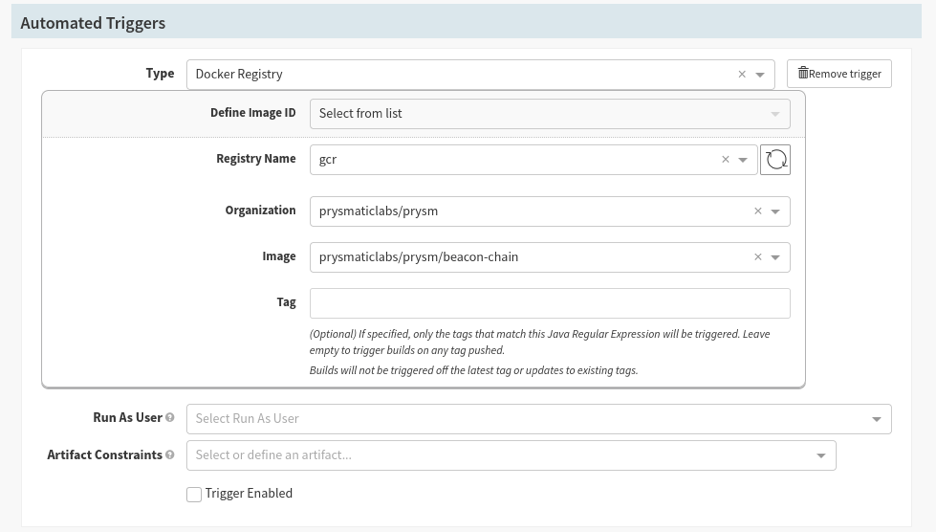 Automated Triggers
Type Docker Registry × Remove trigger
Define Image ID Select from list
Registry Name gcr ×
Organization prysmaticlabs/prysm ×
Image prysmaticlabs/prysm/beacon-chain ×
Tag
(Optional) If specified, only the tags that match this Java Regular Expression will be triggered. Leave
empty to trigger builds on any tag pushed.
Builds will not be triggered off the latest tag or updates to existing tags.
Run As User ? Select Run As User
Artifact Constraints ? Select or define an artifact...
Trigger Enabled